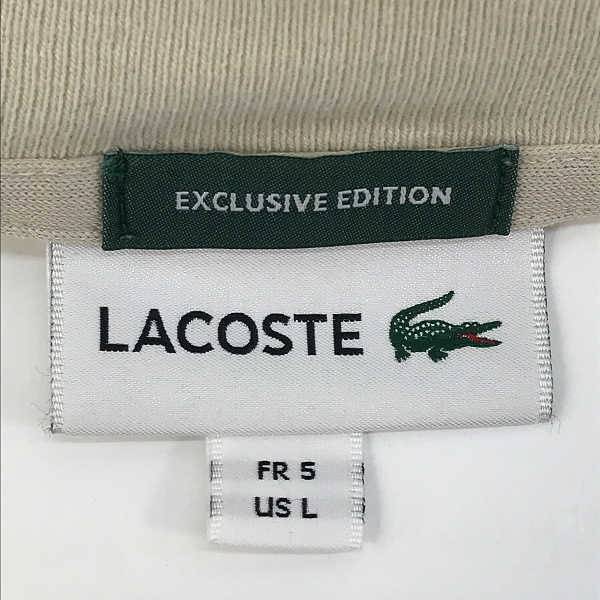 EXCLUSIVE EDITION
LACOSTE
FR 5
US L